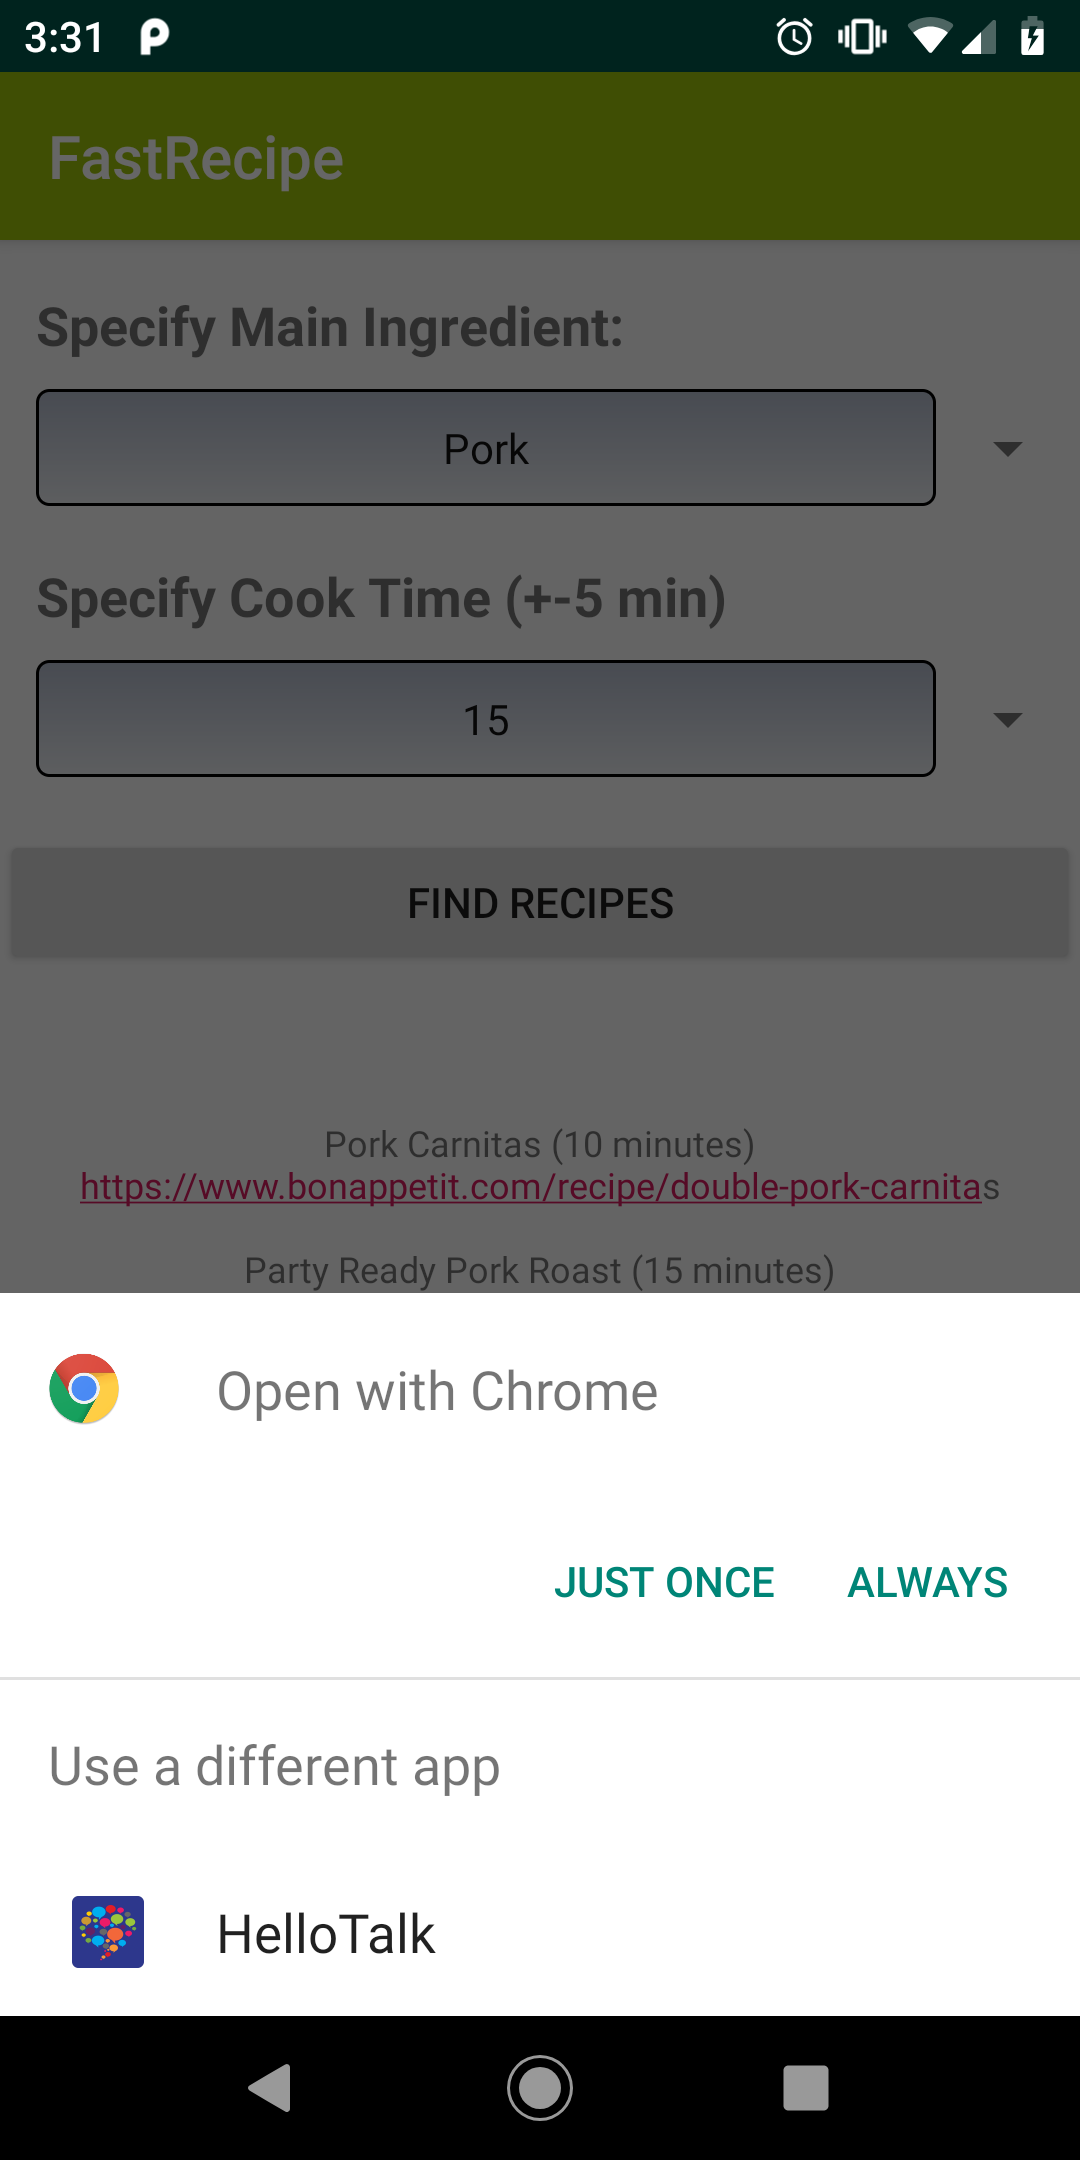 3:31
FastRecipe
Specify Main Ingredient:
Pork
Specify Cook Time (+-5 min)
15
FIND RECIPES
Pork Carnitas (10 minutes)
https://www.bonappetit.com/recipe/double-pork-carnitas
Party Ready Pork Roast (15 minutes)
Open with Chrome
JUST ONCE ALWAYS
Use a different app
HelloTalk